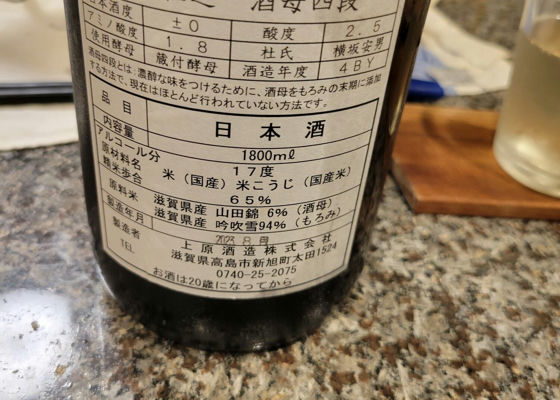 酒母四段
日本酒度 ±0 酸度 2.5
アミノ酸度 1.8 杜氏 横坂安男
使用酵母 蔵付酵母 酒造年度 4BY
酒母四段とは：濃醇な味をつけるために、酒母をもろみの末期に添加
する方法で、現在はほとんど行われていない方法です。
品目 日本酒
内容量 1800mℓ
アルコール分 17度
原材料名 米（国産）米こうじ（国産米）
精米歩合 65％
原料米 滋賀県産 山田錦 6％（酒母）
滋賀県産 吟吹雪94％（もろみ）
製造年月 2023.8.
製造者 上原酒造株式会社
滋賀県高島市新旭町太田1524
TEL 0740-25-2075
お酒は20歳になってから